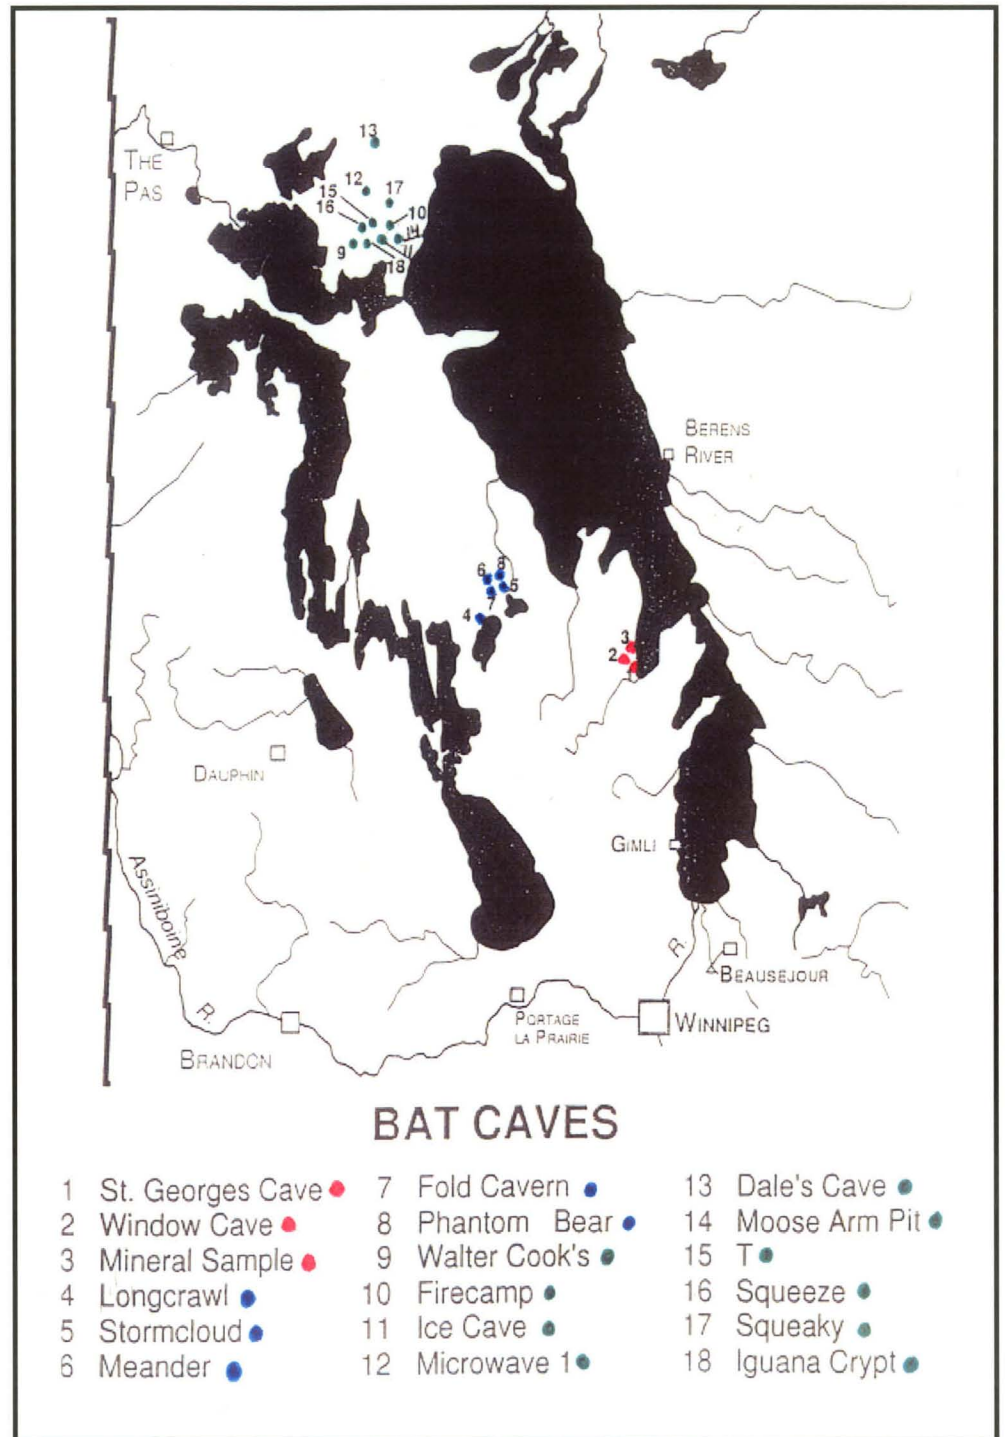 13
THE
PAS
12
17
15
16
10
14
11
9
18
BERENS
RIVER
6 8
5
7
4
3
2
1
DAUPHIN
GIMLI
Assiniboine
R.
R.
BEAUSEJOUR
PORTAGE
LA PRAIRIE
WINNIPEG
BRANDON
BAT CAVES
1 St. Georges Cave
2 Window Cave
3 Mineral Sample
4 Longcrawl
5 Stormcloud
6 Meander
7 Fold Cavern
8 Phantom Bear
9 Walter Cook's
10 Firecamp
11 Ice Cave
12 Microwave 1
13 Dale's Cave
14 Moose Arm Pit
15 T
16 Squeeze
17 Squeaky
18 Iguana Crypt